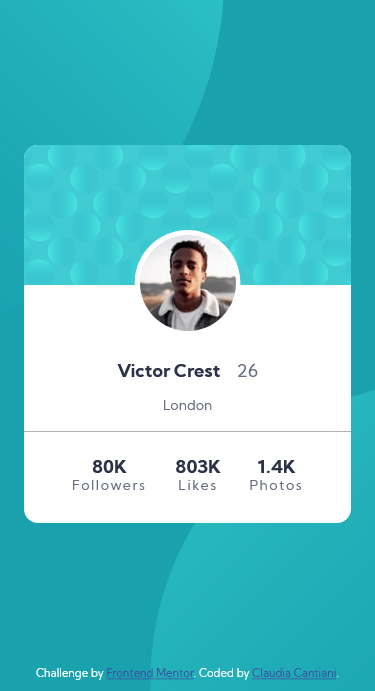 Victor Crest 26
London
80K 803K 1.4K
Followers Likes Photos
Challenge by Frontend Mentor. Coded by Claudia Cantiani.